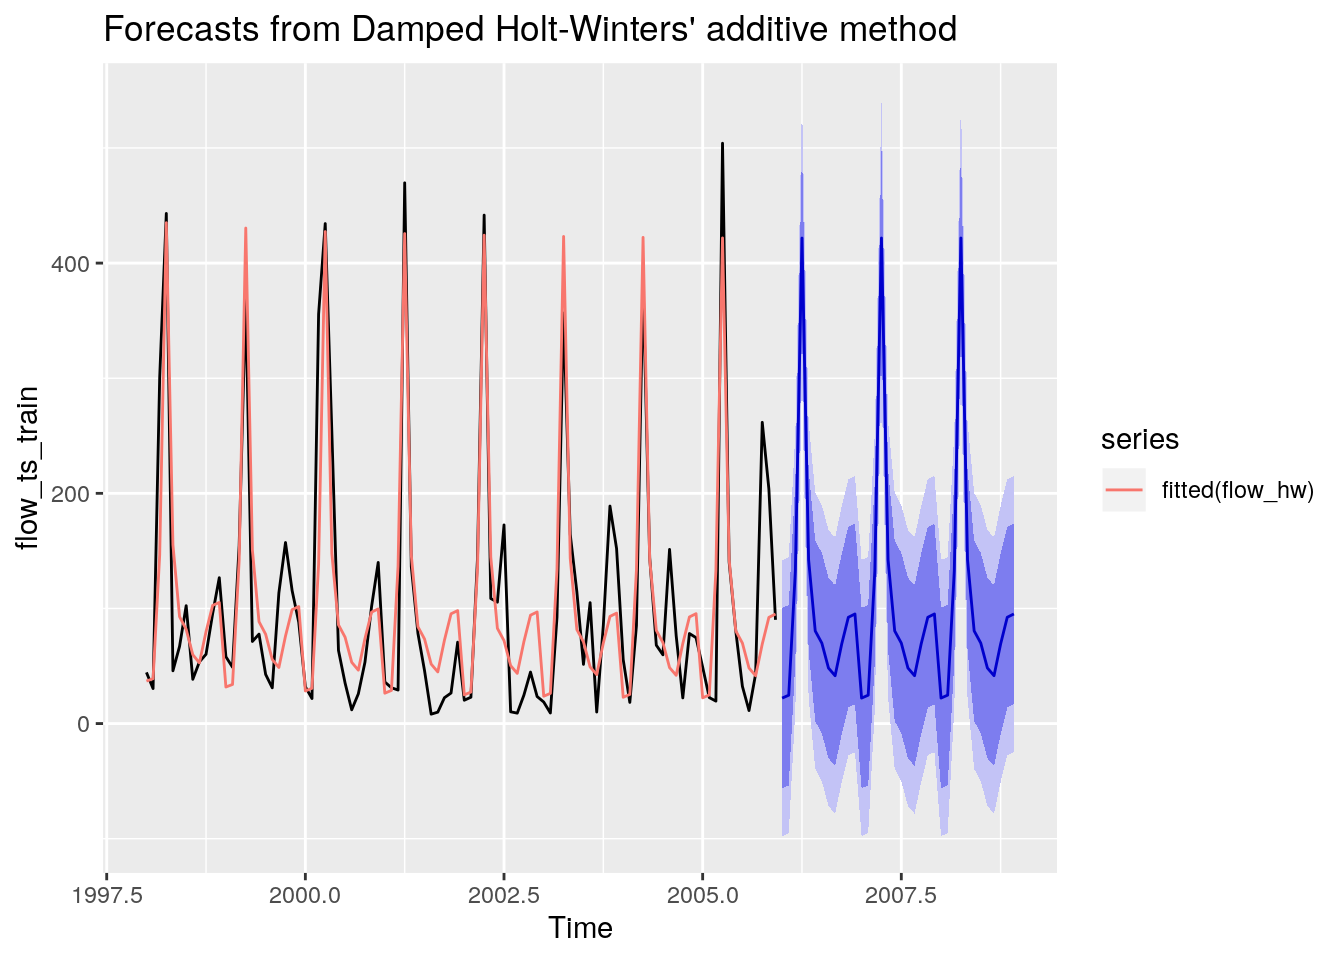 Forecasts from Damped Holt-Winters' additive method
flow_ts_train
400
200
0
1997.5
2000.0
2002.5
2005.0
2007.5
Time
series
fitted(flow_hw)